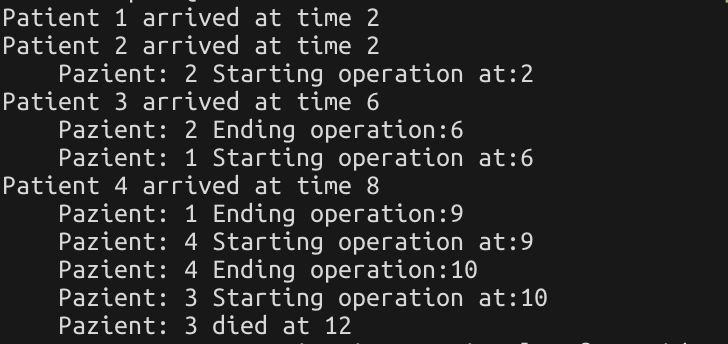 Patient 1 arrived at time 2
Patient 2 arrived at time 2
Pazient: 2 Starting operation at:2
Patient 3 arrived at time 6
Pazient: 2 Ending operation:6
Pazient: 1 Starting operation at:6
Patient 4 arrived at time 8
Pazient: 1 Ending operation:9
Pazient: 4 Starting operation at:9
Pazient: 4 Ending operation:10
Pazient: 3 Starting operation at:10
Pazient: 3 died at 12